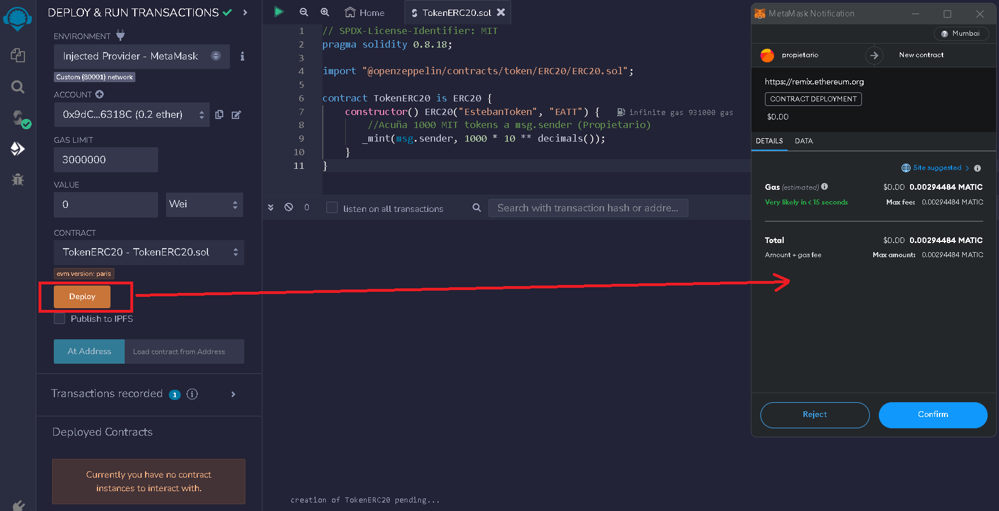 DEPLOY & RUN TRANSACTIONS
ENVIRONMENT
Injected Provider - MetaMask
Custom (80001) network
ACCOUNT
0x9dC...6318C (0.2 ether)
GAS LIMIT
3000000
VALUE
0
Wei
CONTRACT
TokenERC20 - TokenERC20.sol
evm version: paris
Deploy
Publish to IPFS
At Address
Load contract from Address
Transactions recorded 1
Deployed Contracts
Currently you have no contract
instances to interact with.
Home
TokenERC20.sol
1 // SPDX-License-Identifier: MIT
2 pragma solidity 0.8.18;
3
4 import "@openzeppelin/contracts/token/ERC20/ERC20.sol";
5
6 contract TokenERC20 is ERC20 {
7 constructor() ERC20("EstebanToken", "EATT") { infinite gas 931000 gas
8 //Acuña 1000 MIT tokens a msg.sender (Propietario)
9 _mint(msg.sender, 1000 * 10 ** decimals());
10 }
11 }
0
listen on all transactions
Search with transaction hash or addre...
creation of TokenERC20 pending...
MetaMask Notification
Mumbai
propietario
New contract
https://remix.ethereum.org
CONTRACT DEPLOYMENT
$0.00
DETAILS
DATA
Site suggested >
Gas (estimated) $0.00 0.00294484 MATIC
Very likely in < 15 seconds Max fee: 0.00294484 MATIC
Total $0.00 0.00294484 MATIC
Amount + gas fee Max amount: 0.00294484 MATIC
Reject
Confirm